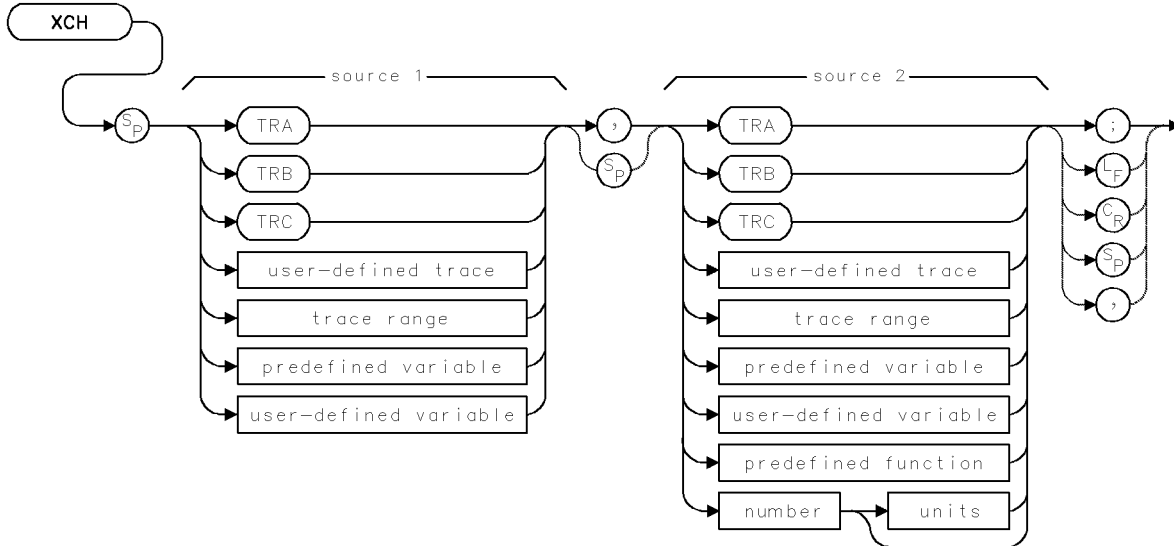 XCH
source 1
source 2
SP
TRA
TRB
TRC
user-defined trace
trace range
predefined variable
user-defined variable
,
SP
TRA
TRB
TRC
user-defined trace
trace range
predefined variable
user-defined variable
predefined function
number
units
;
LF
CR
SP
,